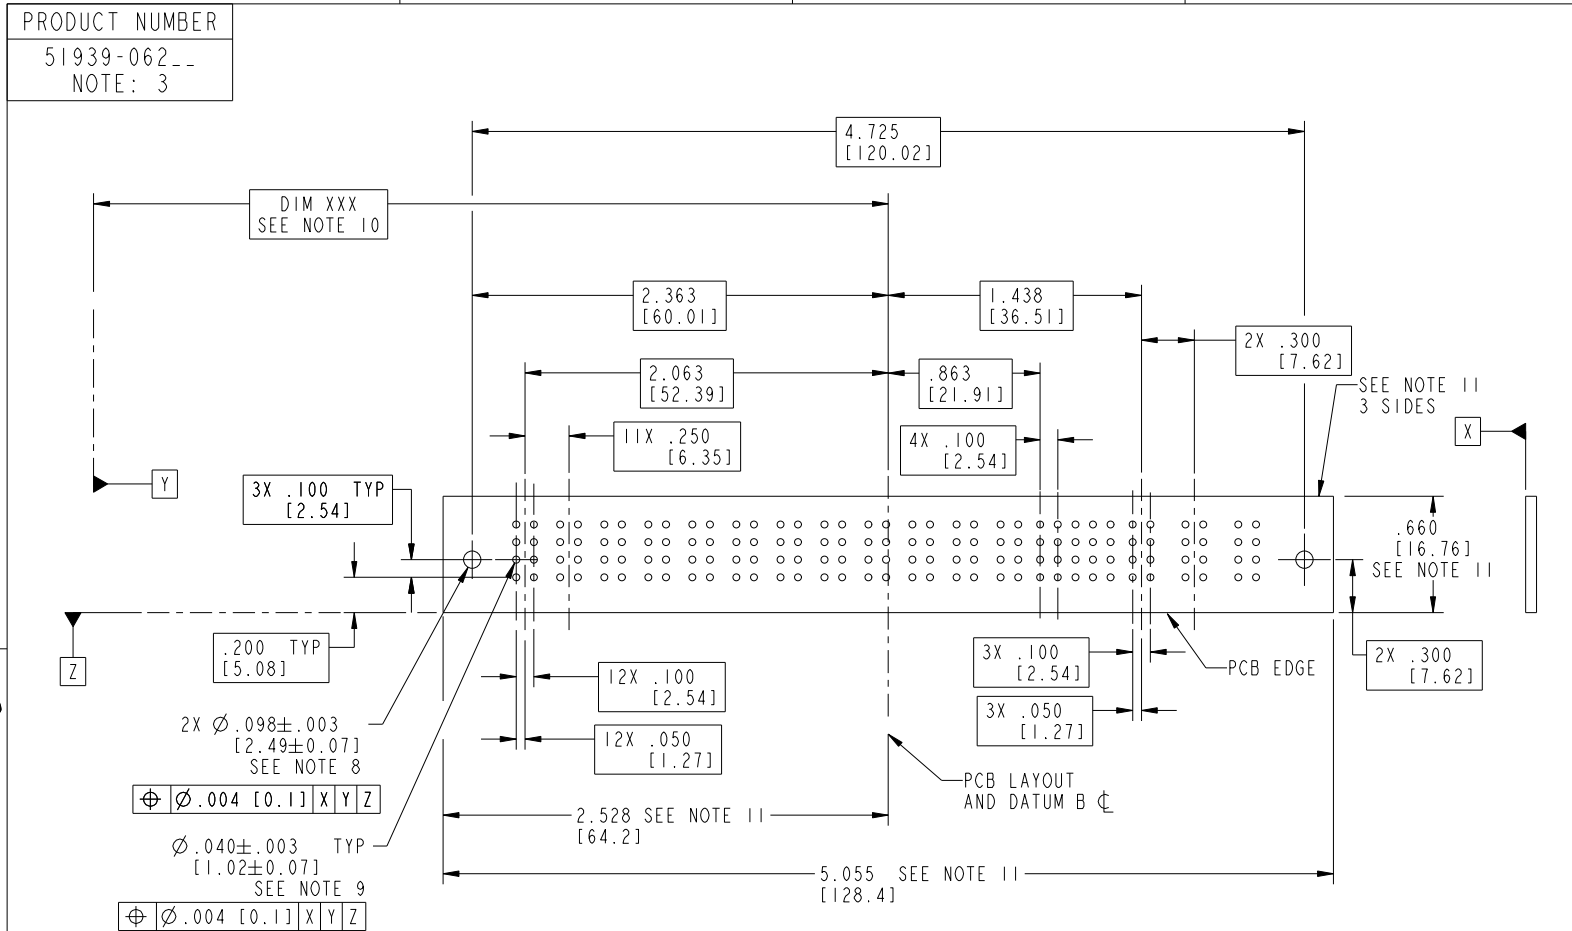 PRODUCT NUMBER
51939-062__
NOTE: 3
4.725
[120.02]
DIM XXX
SEE NOTE 10
2.363
[60.01]
1.438
[36.51]
2X .300
[7.62]
2.063
[52.39]
.863
[21.91]
SEE NOTE 11
3 SIDES
11X .250
[6.35]
4X .100
[2.54]
X
Y
3X .100 TYP
[2.54]
.660
[16.76]
SEE NOTE 11
Z
.200 TYP
[5.08]
12X .100
[2.54]
3X .100
[2.54]
PCB EDGE
2X .300
[7.62]
2X Ø.098±.003
[2.49±0.07]
SEE NOTE 8
12X .050
[1.27]
3X .050
[1.27]
⌖ Ø.004 [0.1] X Y Z
PCB LAYOUT
AND DATUM B ℄
2.528 SEE NOTE 11
[64.2]
Ø.040±.003 TYP
[1.02±0.07]
SEE NOTE 9
5.055 SEE NOTE 11
[128.4]
⌖ Ø.004 [0.1] X Y Z